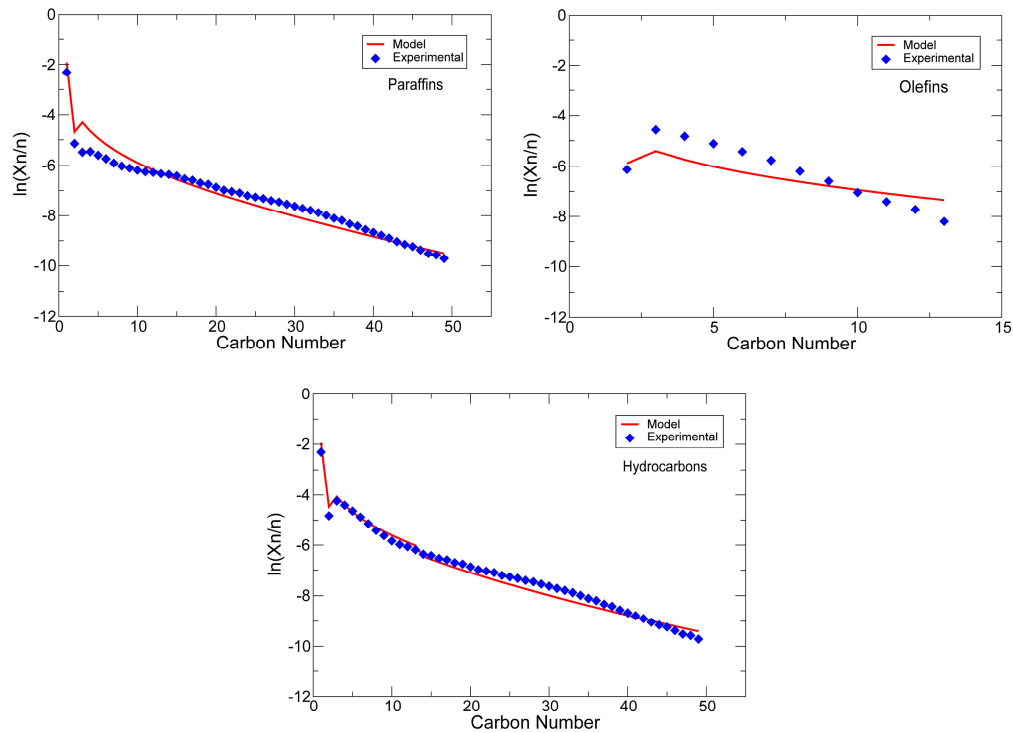 0
-2
-4
-6
-8
-10
-12
ln(Xn/n)
Model
Experimental
Paraffins
0 10 20 30 40 50
Carbon Number
0
-2
-4
-6
-8
-10
-12
ln(Xn/n)
Model
Experimental
Olefins
0 5 10 15
Carbon Number
0
-2
-4
-6
-8
-10
-12
ln(Xn/n)
Model
Experimental
Hydrocarbons
0 10 20 30 40 50
Carbon Number